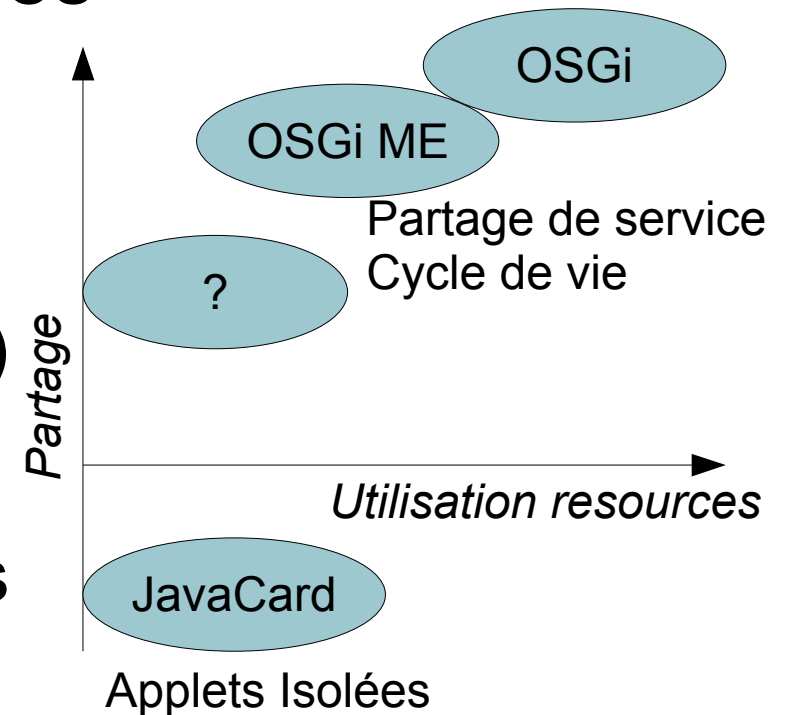 OSGi
OSGi ME
Partage de service
Cycle de vie
?
)
Partage
Utilisation resources
s
JavaCard
Applets Isolées